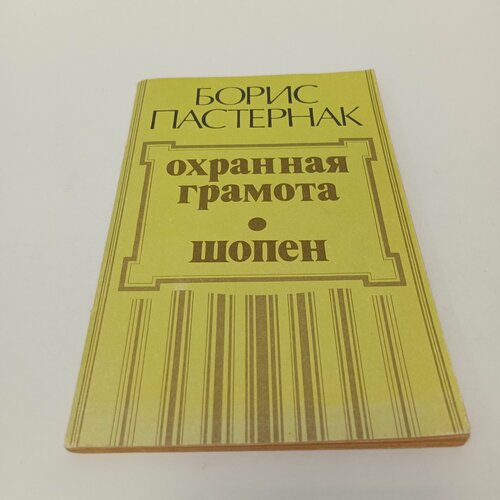 БОРИС
ПАСТЕРНАК
охранная
грамота
•
шопен